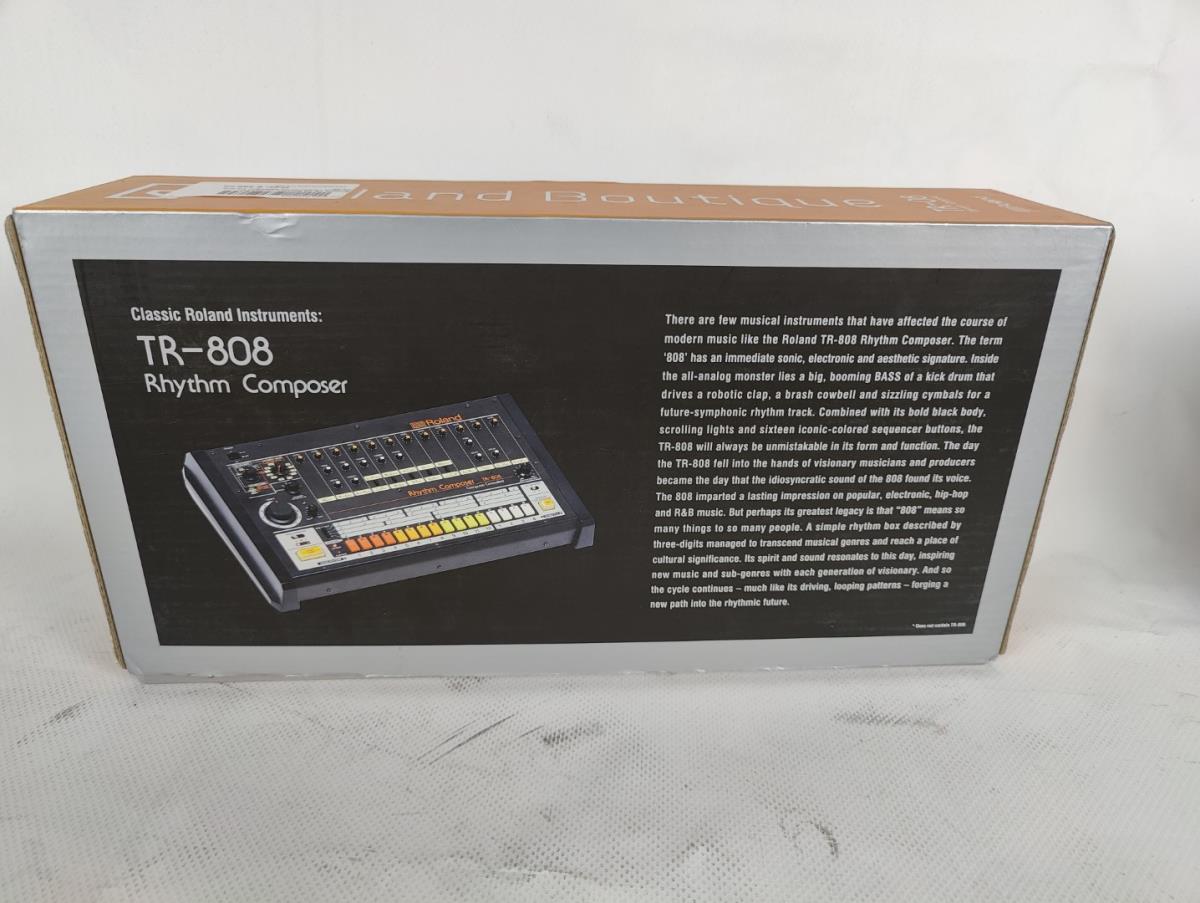 land Boutique
Classic Roland Instruments:
TR-808
Rhythm Composer
Roland
Rhythm Composer TR-808
There are few musical instruments that have affected the course of
modern music like the Roland TR-808 Rhythm Composer. The term
'808' has an immediate sonic, electronic and aesthetic signature. Inside
the all-analog monster lies a big, booming BASS of a kick drum that
drives a robotic clap, a brash cowbell and sizzling cymbals for a
future-symphonic rhythm track. Combined with its bold black body,
scrolling lights and sixteen iconic-colored sequencer buttons, the
TR-808 will always be unmistakable in its form and function. The day
the TR-808 fell into the hands of visionary musicians and producers
became the day that the idiosyncratic sound of the 808 found its voice.
The 808 imparted a lasting impression on popular, electronic, hip-hop
and R&B music. But perhaps its greatest legacy is that “808” means so
many things to so many people. A simple rhythm box described by
three-digits managed to transcend musical genres and reach a place of
cultural significance. Its spirit and sound resonates to this day, inspiring
new music and sub-genres with each generation of visionary. And so
the cycle continues – much like its driving, looping patterns – forging a
new path into the rhythmic future.
* Does not contain TR-808.